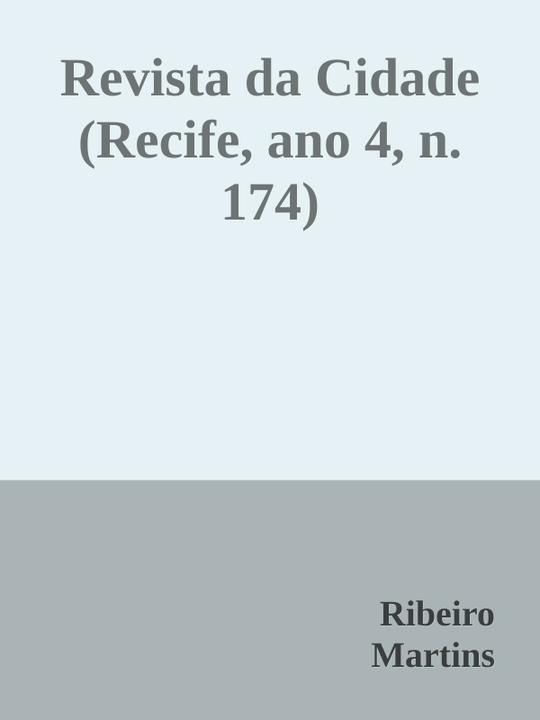 Revista da Cidade
(Recife, ano 4, n.
174)
Ribeiro
Martins